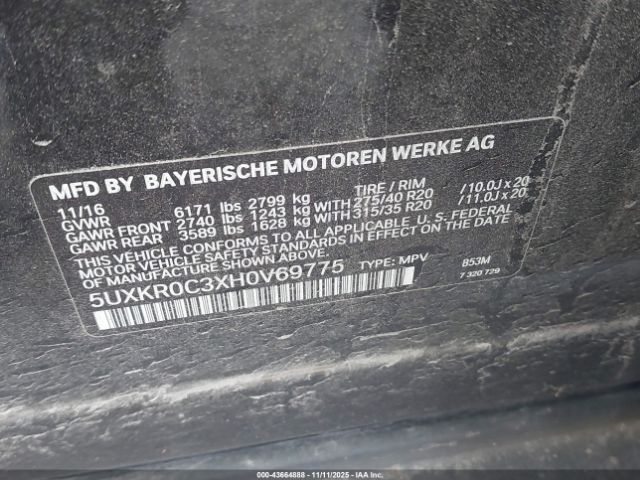 MFD BY BAYERISCHE MOTOREN WERKE AG
11/16 TIRE / RIM
GVWR 6171 lbs 2799 kg
GAWR FRONT 2740 lbs 1243 kg WITH 275/40 R20 /10.0J x 20
GAWR REAR 3589 lbs 1628 kg WITH 315/35 R20 /11.0J x 20
THIS VEHICLE CONFORMS TO ALL APPLICABLE U. S. FEDERAL
MOTOR VEHICLE SAFETY STANDARDS IN EFFECT ON THE
DATE OF MANUFACTURE SHOWN ABOVE.
5UXKR0C3XH0V69775 TYPE: MPV 853M
7 320 729
000-43664888 - 11/11/2025 - IAAI.COM